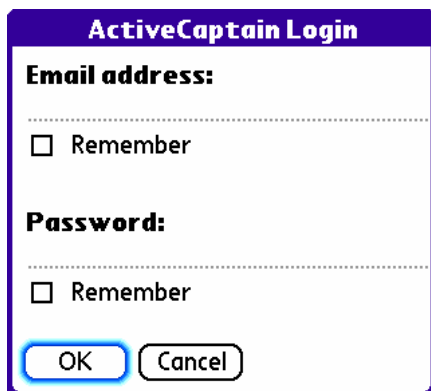 ActiveCaptain Login
Email address:
Remember
Password:
Remember
OK Cancel